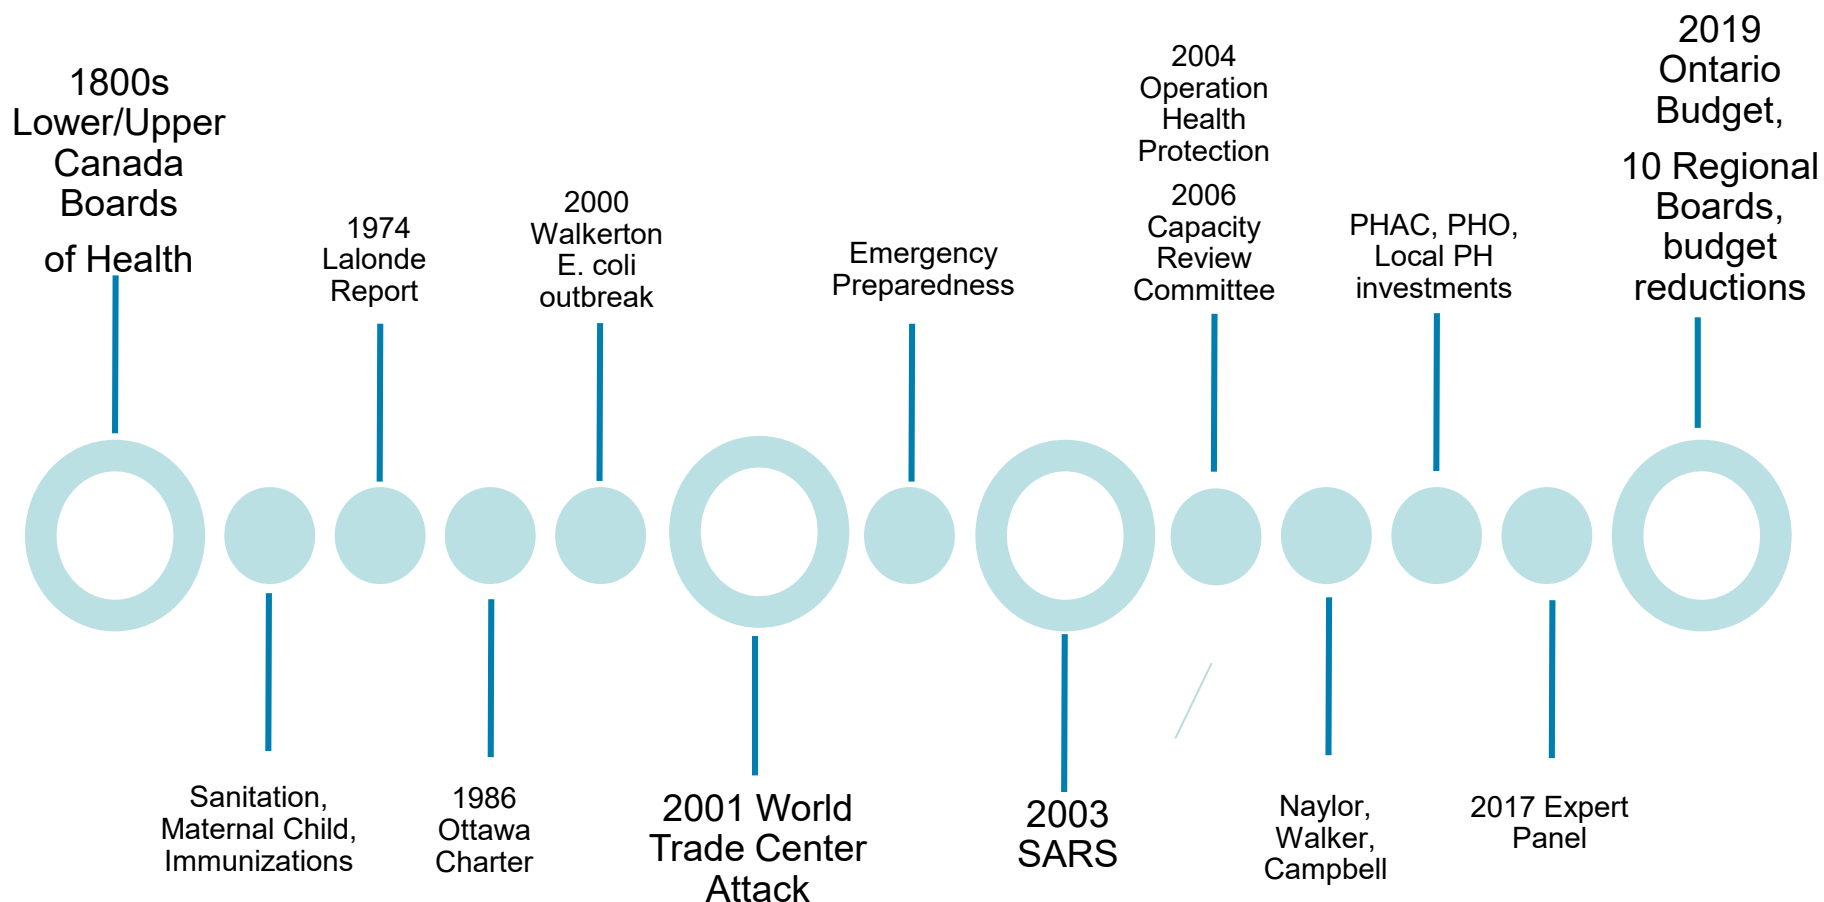 1800s
Lower/Upper
Canada
Boards
of Health
Sanitation,
Maternal Child,
Immunizations
1974
Lalonde
Report
1986
Ottawa
Charter
2000
Walkerton
E. coli
outbreak
2001 World
Trade Center
Attack
Emergency
Preparedness
2003
SARS
2004
Operation
Health
Protection
2006
Capacity
Review
Committee
Naylor,
Walker,
Campbell
PHAC, PHO,
Local PH
investments
2017 Expert
Panel
2019
Ontario
Budget,
10 Regional
Boards,
budget
reductions